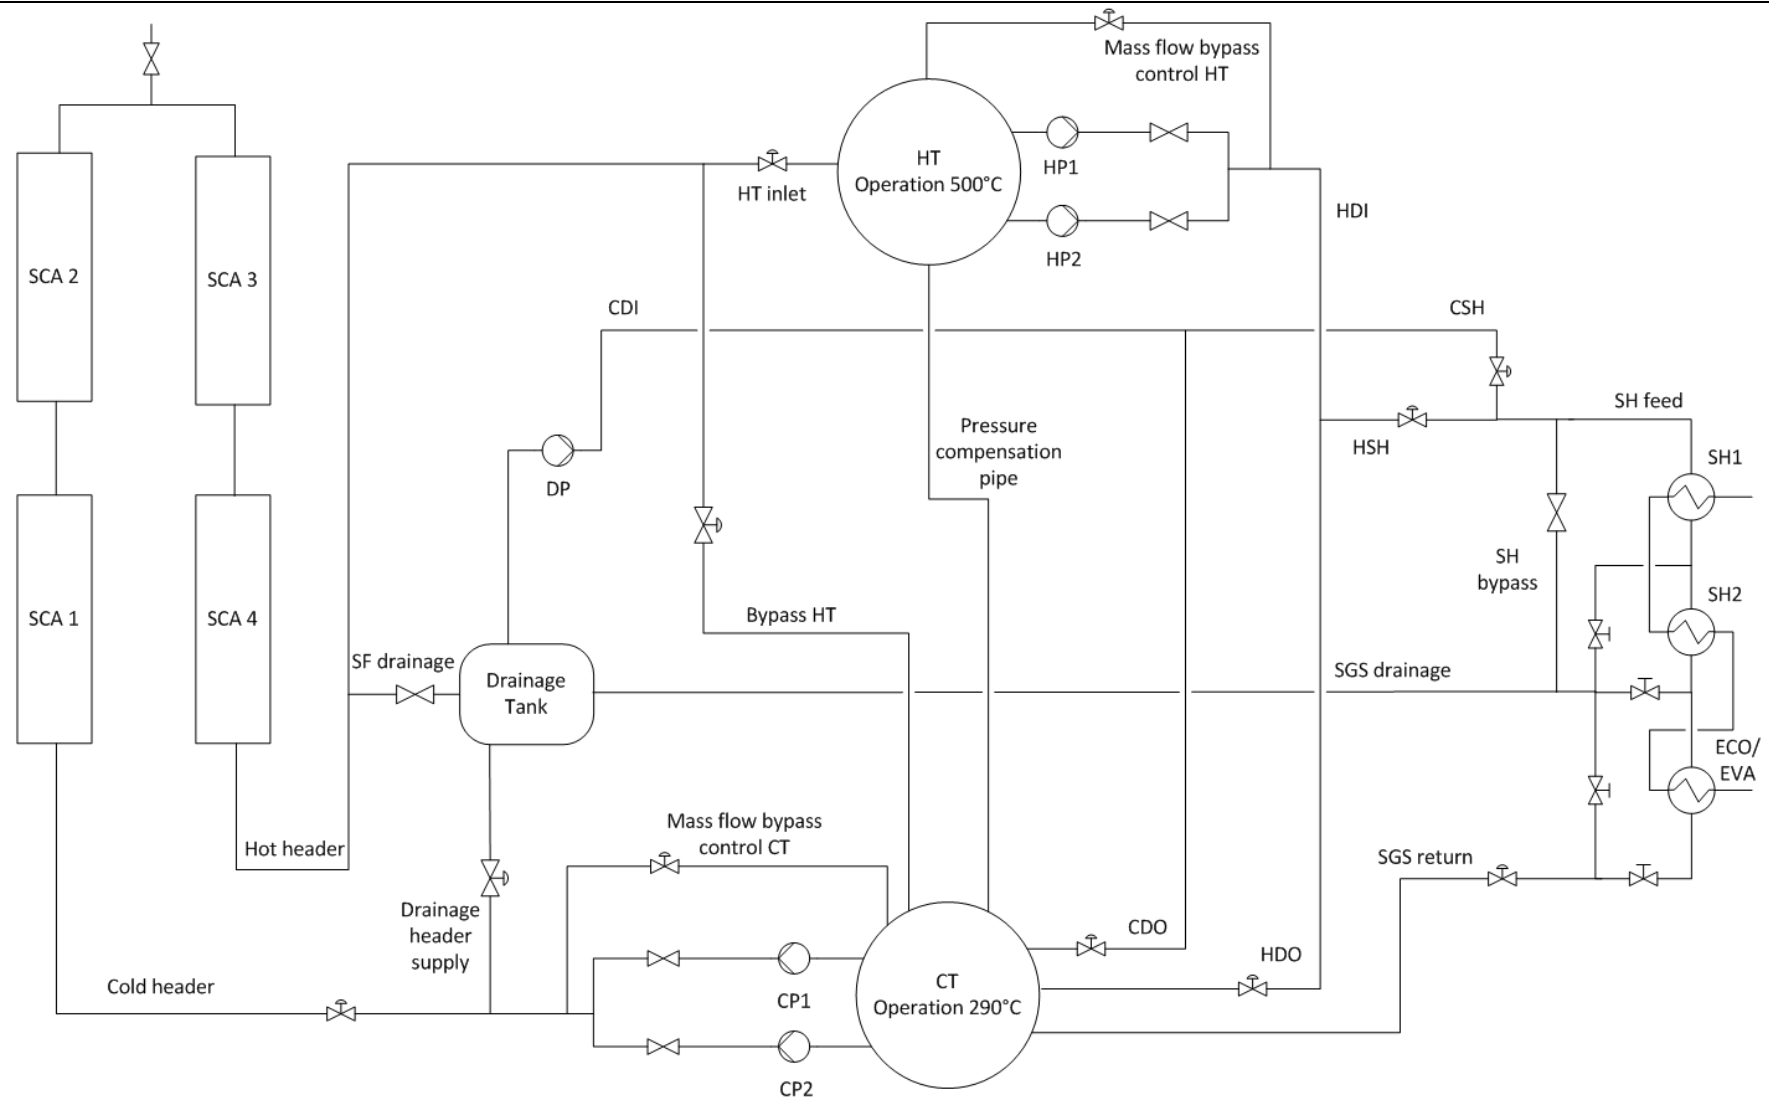 Mass flow bypass
control HT
HT
Operation 500°C
HP1
HT inlet
HDI
HP2
SCA 2
SCA 3
CDI
CSH
SH feed
Pressure
compensation
pipe
HSH
SH1
DP
SH
bypass
SH2
SCA 1
SCA 4
Bypass HT
SF drainage
Drainage
Tank
SGS drainage
ECO/
EVA
Mass flow bypass
control CT
Hot header
SGS return
Drainage
header
supply
CDO
HDO
Cold header
CP1
CT
Operation 290°C
CP2